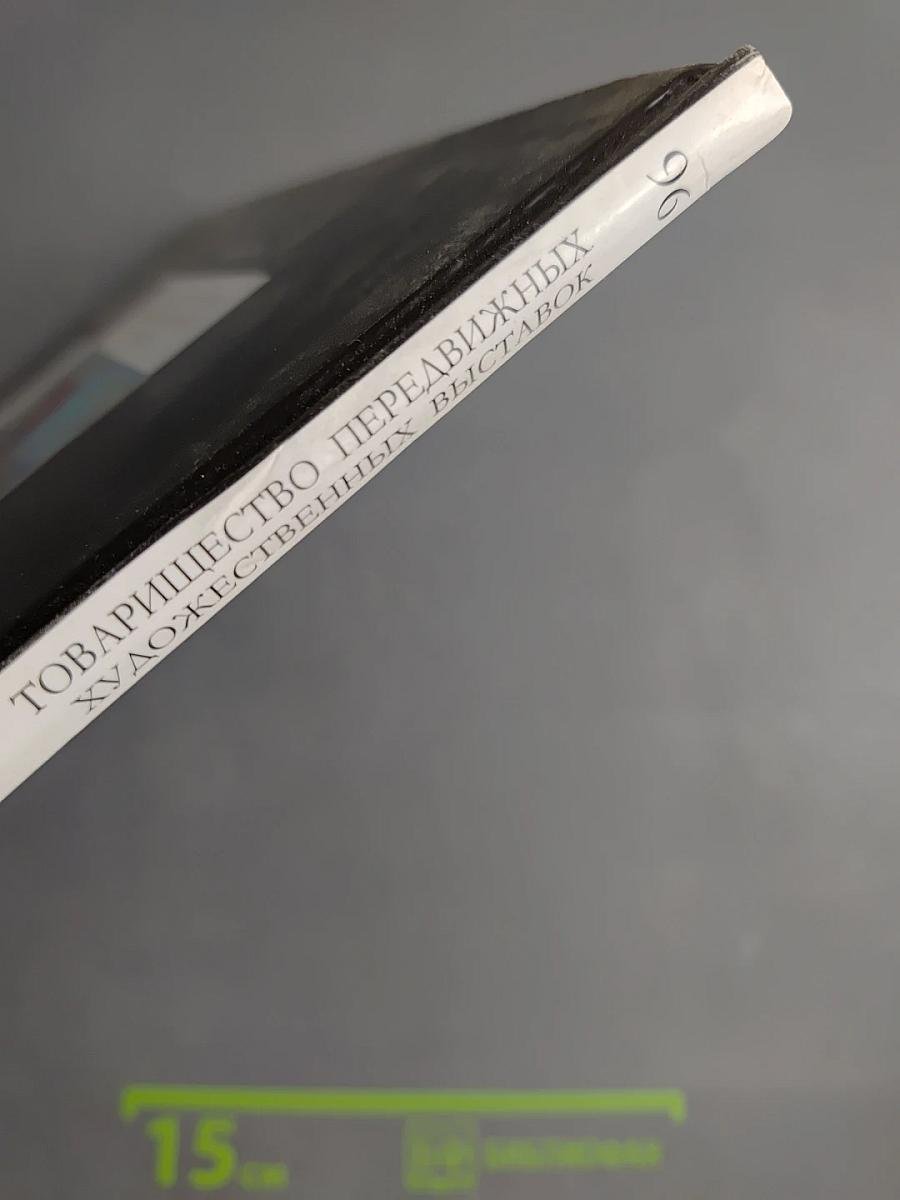 ТОВАРИЩЕСТВО ПЕРЕДВИЖНЫХ
ХУДОЖЕСТВЕННЫХ ВЫСТАВОК
96
15 см